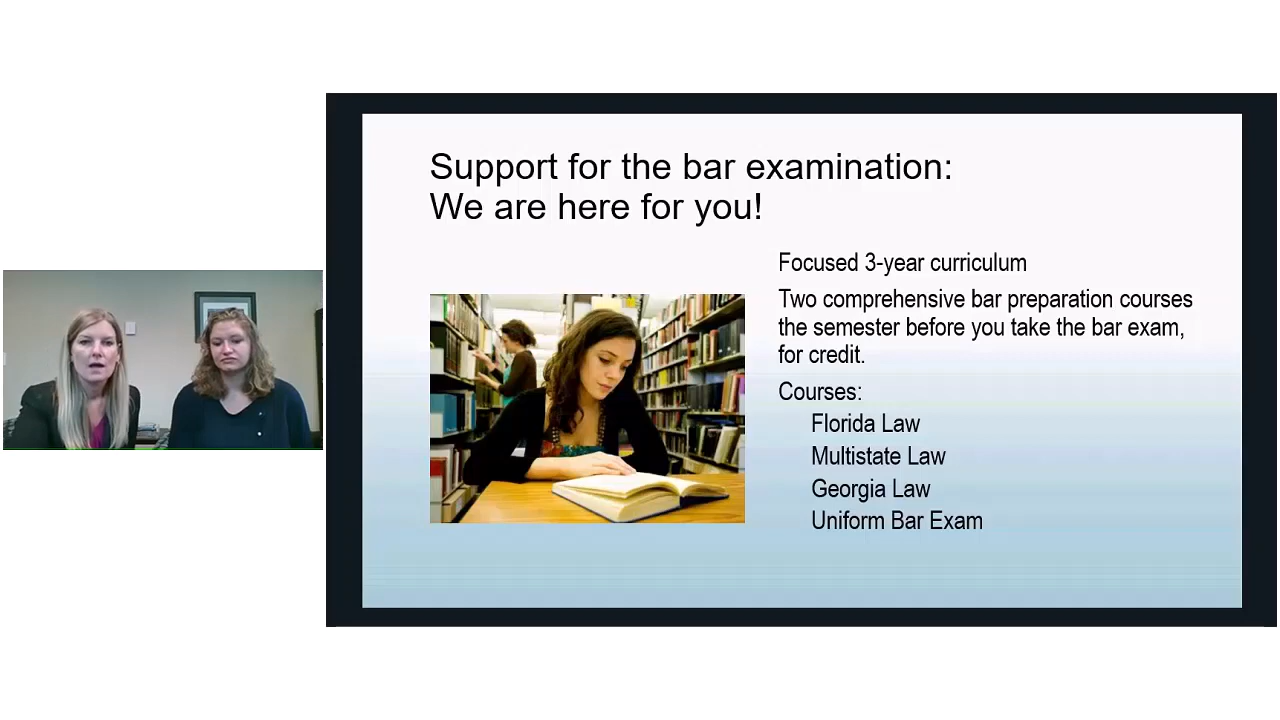 Support for the bar examination:
We are here for you!
Focused 3-year curriculum
Two comprehensive bar preparation courses
the semester before you take the bar exam,
for credit.
Courses:
Florida Law
Multistate Law
Georgia Law
Uniform Bar Exam